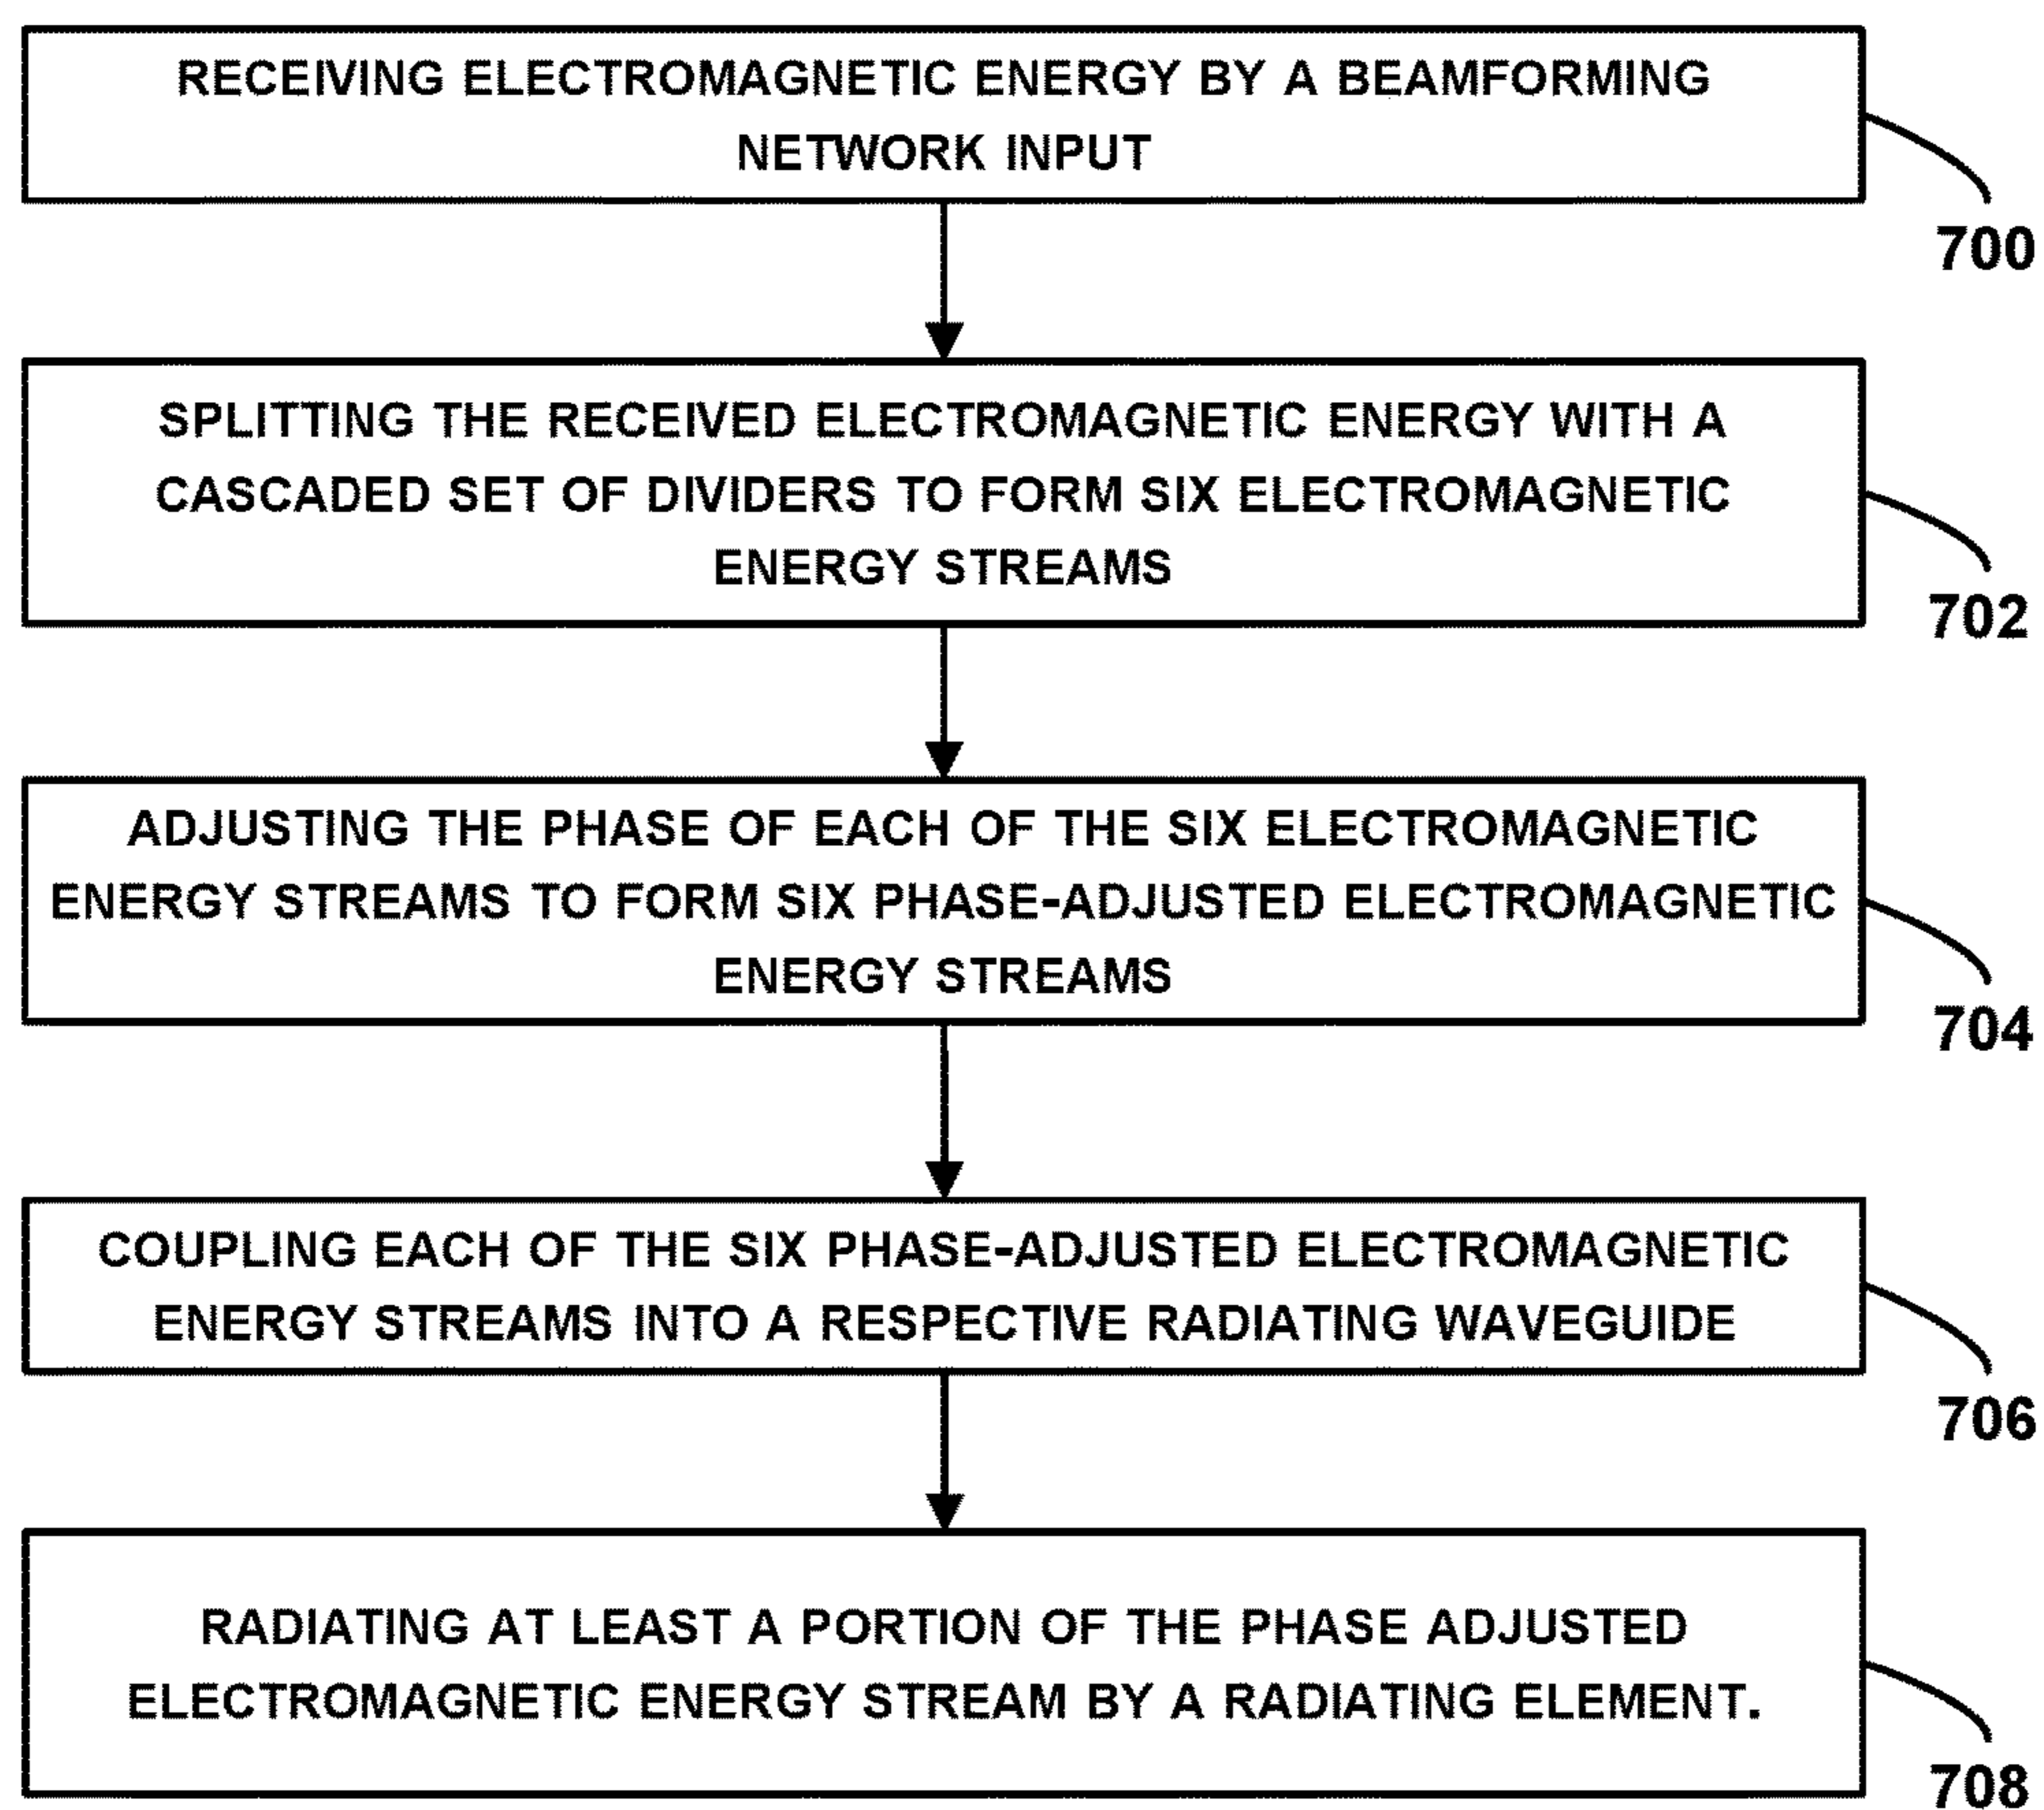 RECEIVING ELECTROMAGNETIC ENERGY BY A BEAMFORMING
NETWORK INPUT
700
SPLITTING THE RECEIVED ELECTROMAGNETIC ENERGY WITH A
CASCADED SET OF DIVIDERS TO FORM SIX ELECTROMAGNETIC
ENERGY STREAMS
702
ADJUSTING THE PHASE OF EACH OF THE SIX ELECTROMAGNETIC
ENERGY STREAMS TO FORM SIX PHASE-ADJUSTED ELECTROMAGNETIC
ENERGY STREAMS
704
COUPLING EACH OF THE SIX PHASE-ADJUSTED ELECTROMAGNETIC
ENERGY STREAMS INTO A RESPECTIVE RADIATING WAVEGUIDE
706
RADIATING AT LEAST A PORTION OF THE PHASE ADJUSTED
ELECTROMAGNETIC ENERGY STREAM BY A RADIATING ELEMENT.
708